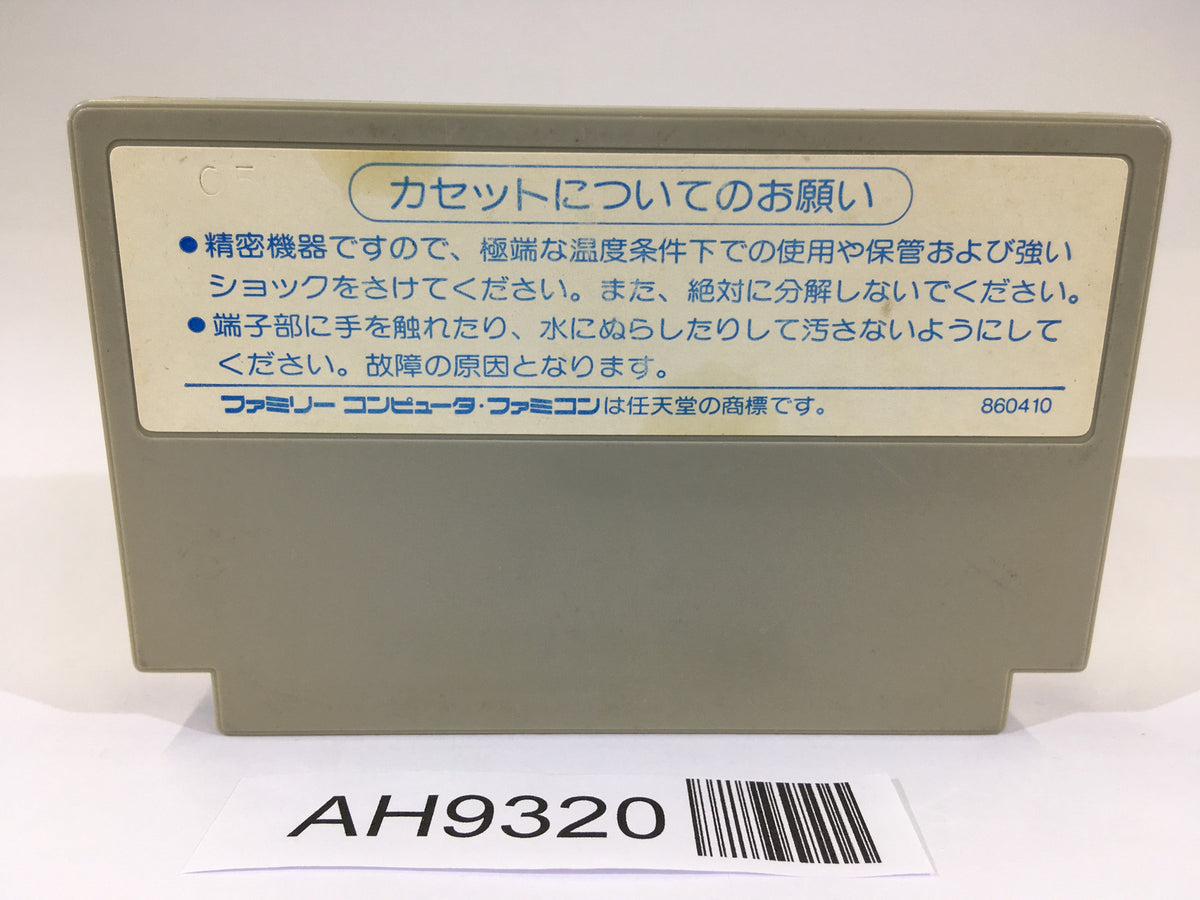 カセットについてのお願い
●精密機器ですので、極端な温度条件下での使用や保管および強い
ショックをさけてください。また、絶対に分解しないでください。
●端子部に手を触れたり、水にぬらしたりして汚さないようにして
ください。故障の原因となります。
ファミリー コンピュータ・ファミコンは任天堂の商標です。 860410
AH9320